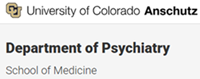 University of Colorado Anschutz
Department of Psychiatry
School of Medicine